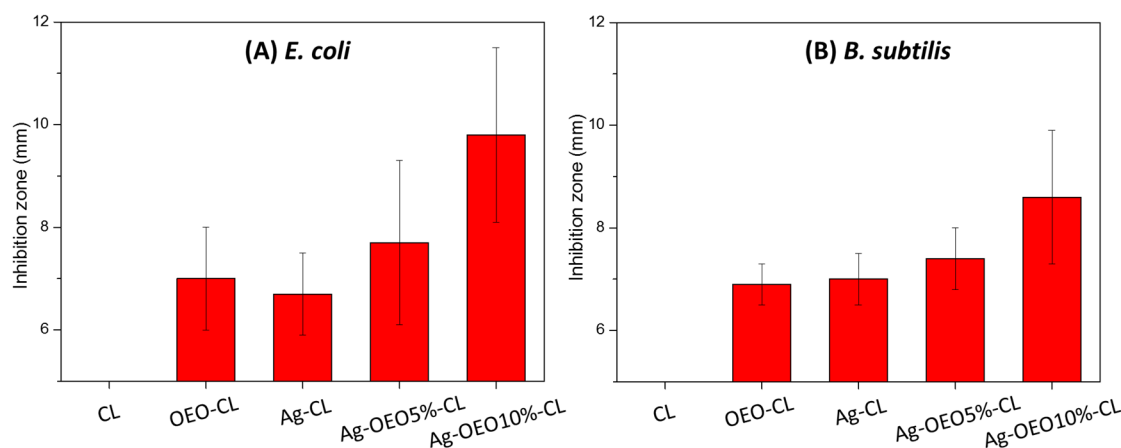 (A) E. coli
Inhibition zone (mm)
12
10
8
6
CL
OEO-CL
Ag-CL
Ag-OEO5%-CL
Ag-OEO10%-CL
(B) B. subtilis
Inhibition zone (mm)
12
10
8
6
CL
OEO-CL
Ag-CL
Ag-OEO5%-CL
Ag-OEO10%-CL